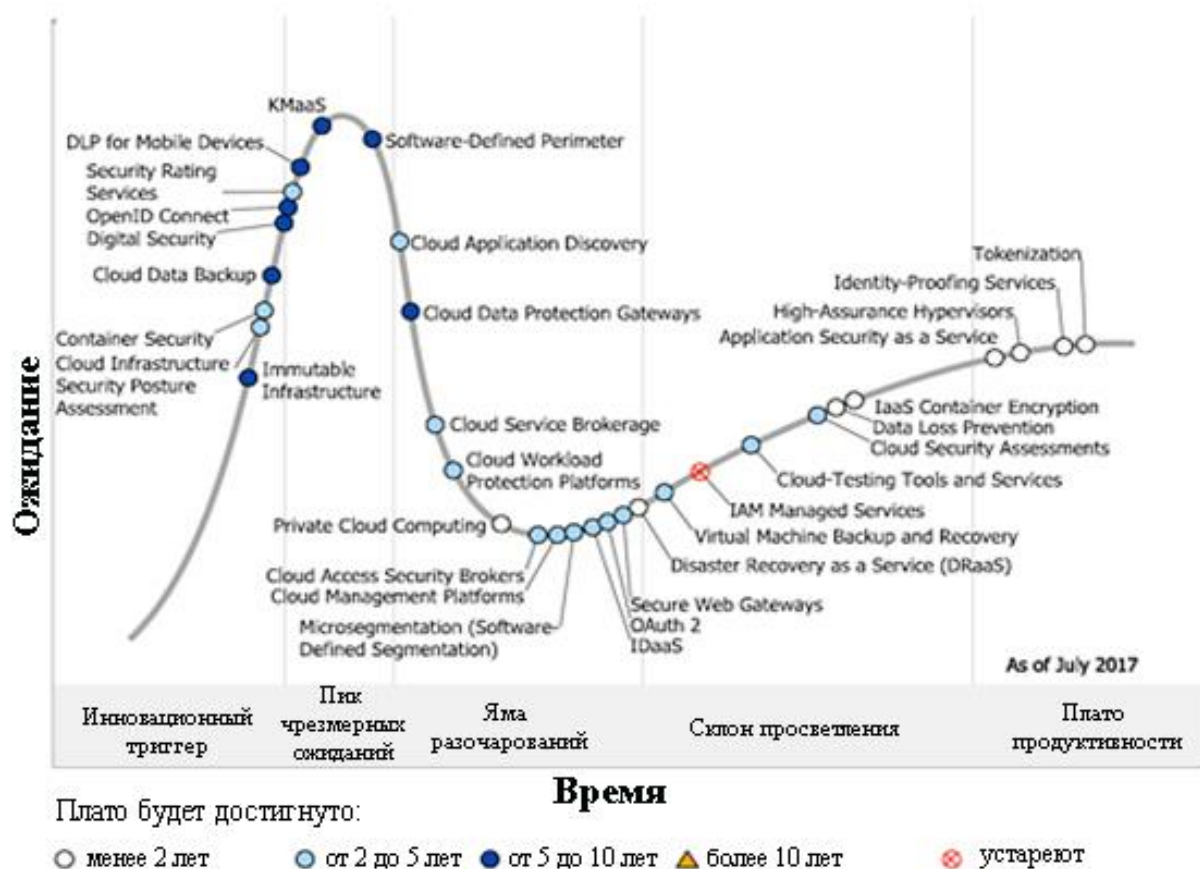 KMaaS
DLP for Mobile Devices
Software-Defined Perimeter
Security Rating
Services
OpenID Connect
Digital Security
Cloud Application Discovery
Cloud Data Backup
Tokenization
Identity-Proofing Services
High-Assurance Hypervisors
Application Security as a Service
Cloud Data Protection Gateways
Container Security
Cloud Infrastructure
Security Posture
Assessment
Immutable
Infrastructure
Ожидание
IaaS Container Encryption
Data Loss Prevention
Cloud Security Assessments
Cloud Service Brokerage
Cloud Workload
Protection Platforms
Cloud-Testing Tools and Services
IAM Managed Services
Private Cloud Computing
Virtual Machine Backup and Recovery
Disaster Recovery as a Service (DRaaS)
Cloud Access Security Brokers
Cloud Management Platforms
Microsegmentation (Software-
Defined Segmentation)
Secure Web Gateways
OAuth 2
IDaaS
As of July 2017
Инновационный
триггер
Пик
чрезмерных
ожиданий
Яма
разочарований
Склон просветления
Плато
продуктивности
Время
Плато будет достигнуто:
менее 2 лет
от 2 до 5 лет
от 5 до 10 лет
более 10 лет
устареют